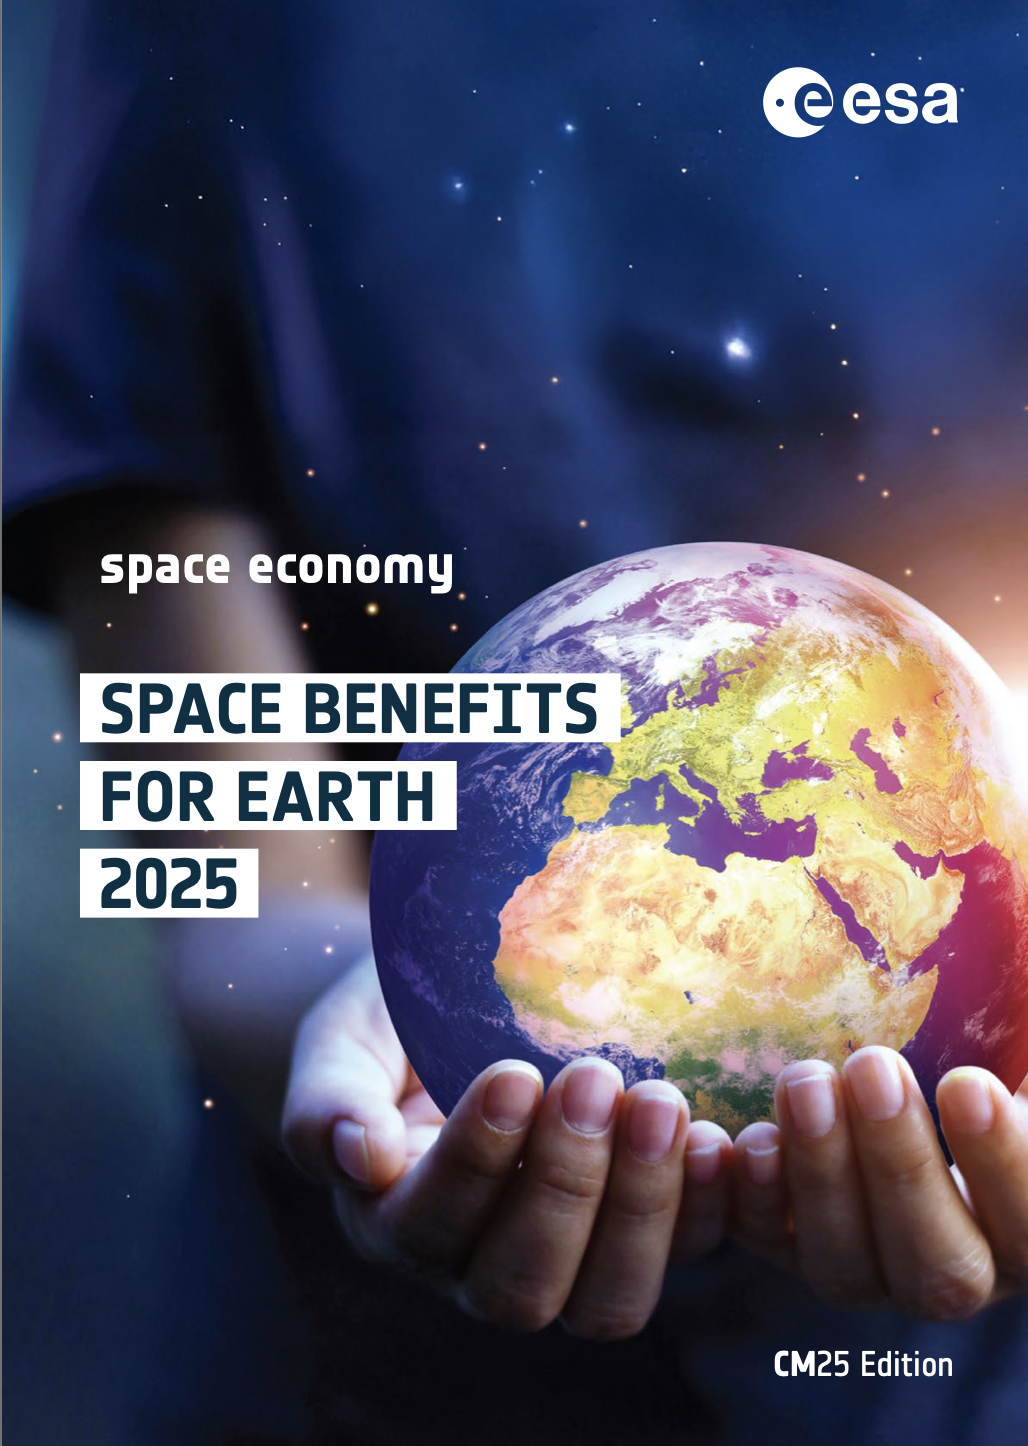 esa
space economy
SPACE BENEFITS
FOR EARTH
2025
CM25 Edition